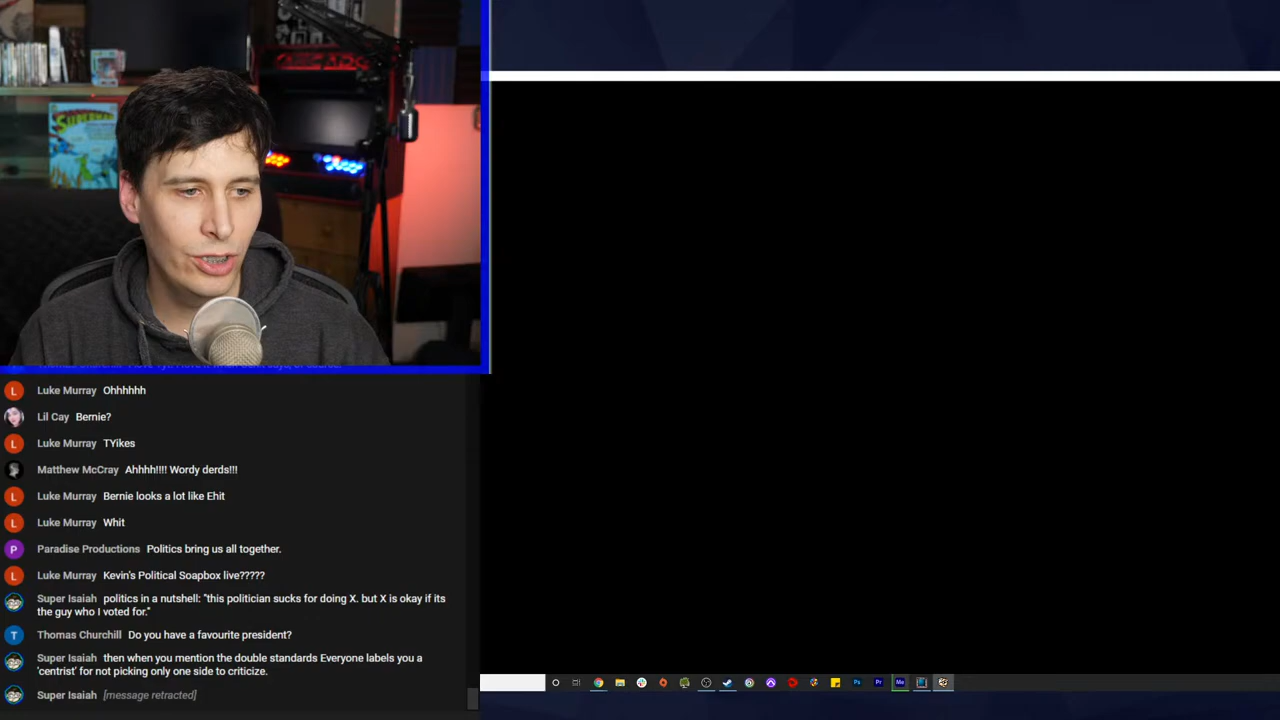 SUPERMAN
Luke Murray Ohhhhhh
Lil Cay Bernie?
Luke Murray TYikes
Matthew McCray Ahhhh!!!! Wordy derds!!!
Luke Murray Bernie looks a lot like Ehit
Luke Murray Whit
Paradise Productions Politics bring us all together.
Luke Murray Kevin's Political Soapbox live?????
Super Isaiah politics in a nutshell: "this politician sucks for doing X. but X is okay if its
the guy who I voted for."
Thomas Churchill Do you have a favourite president?
Super Isaiah then when you mention the double standards Everyone labels you a
'centrist' for not picking only one side to criticize.
Super Isaiah [message retracted]
L
L
L
L
P
L
T
Ps
Pr
Me